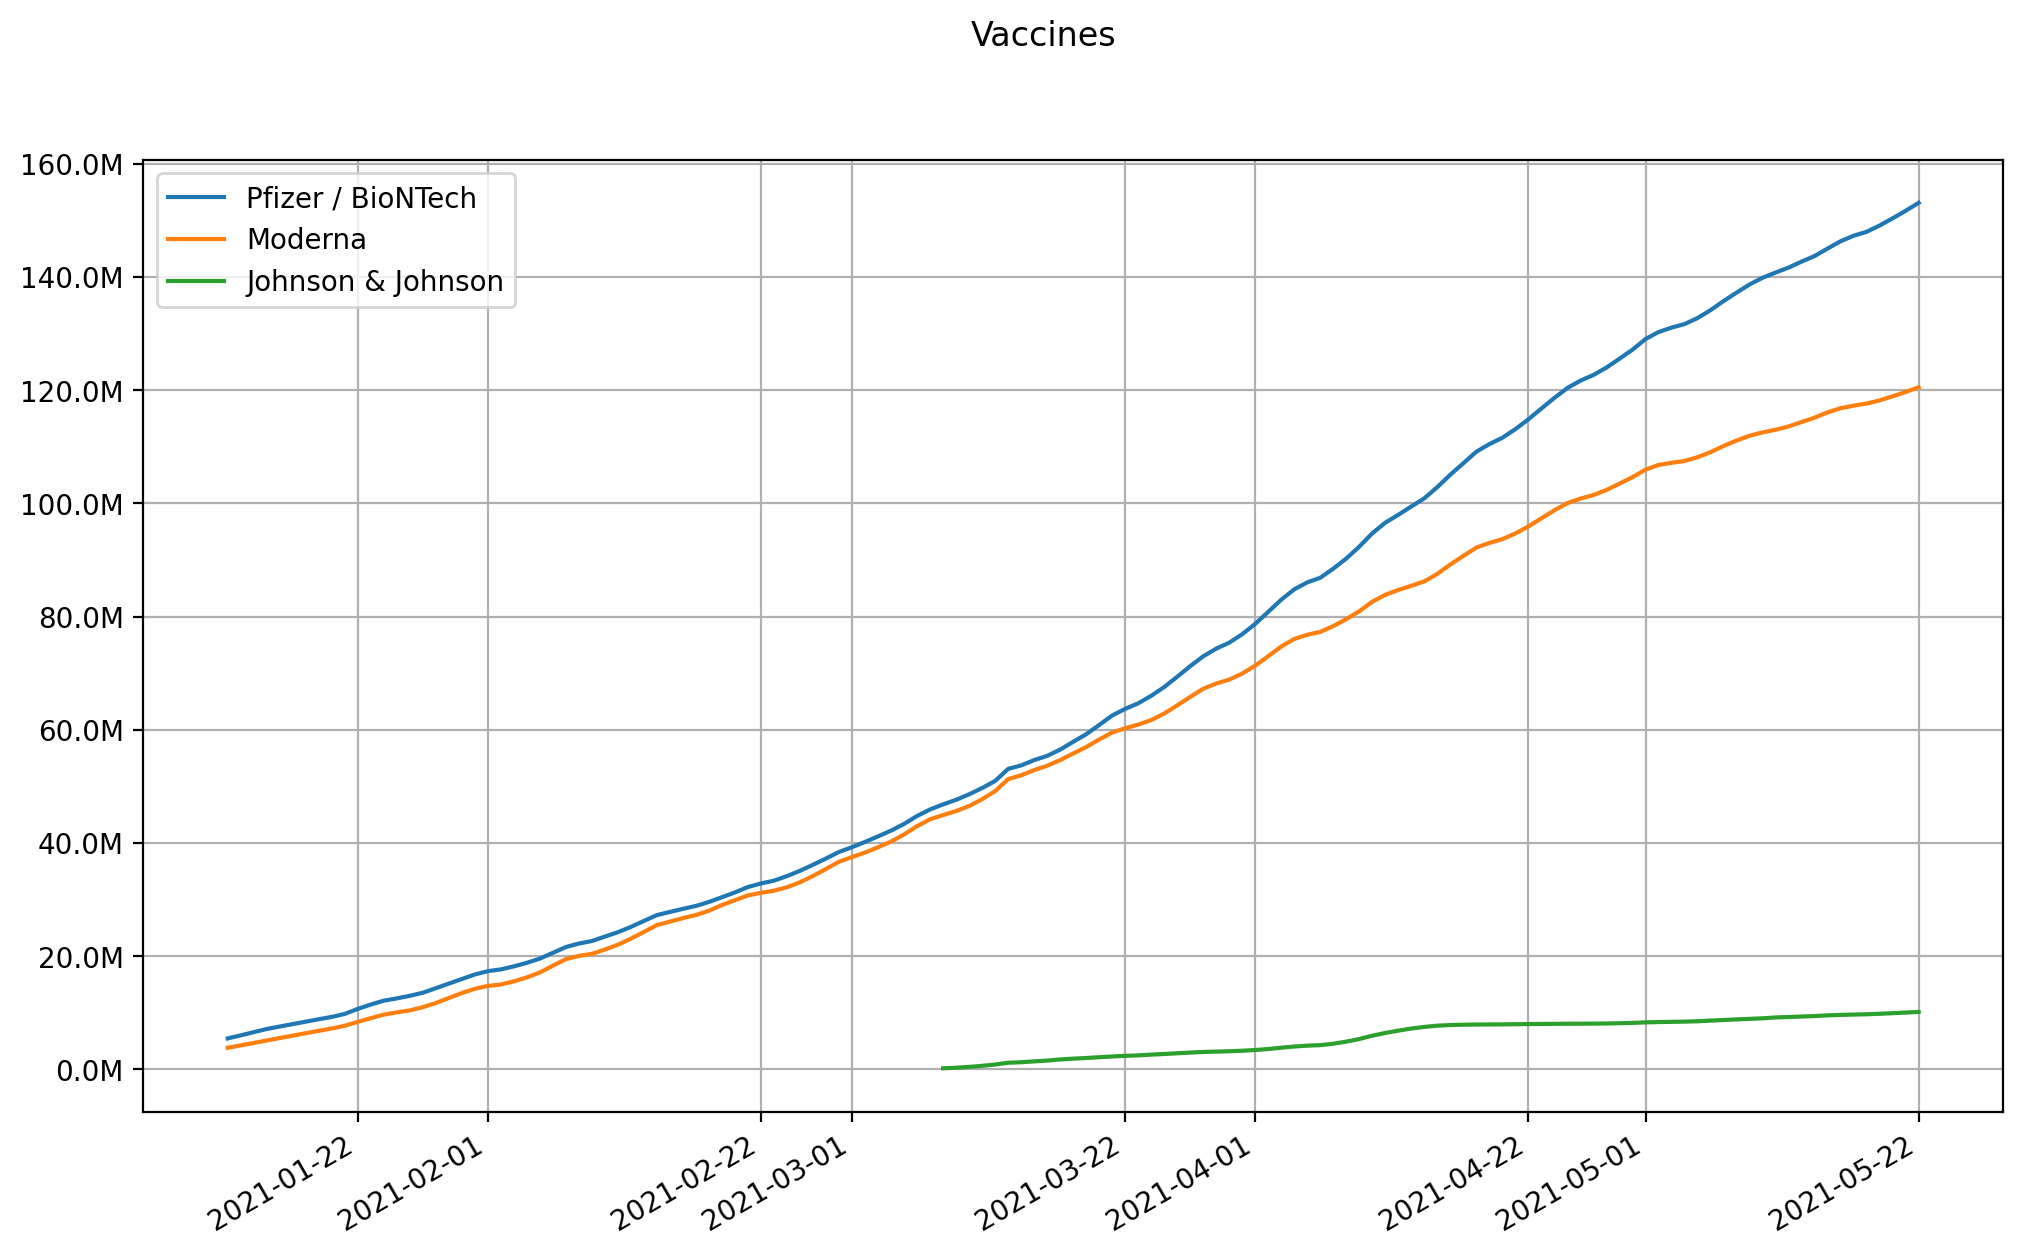 Vaccines
160.0M
140.0M
120.0M
100.0M
80.0M
60.0M
40.0M
20.0M
0.0M
Pfizer / BioNTech
Moderna
Johnson & Johnson
2021-01-22
2021-02-01
2021-02-22
2021-03-01
2021-03-22
2021-04-01
2021-04-22
2021-05-01
2021-05-22